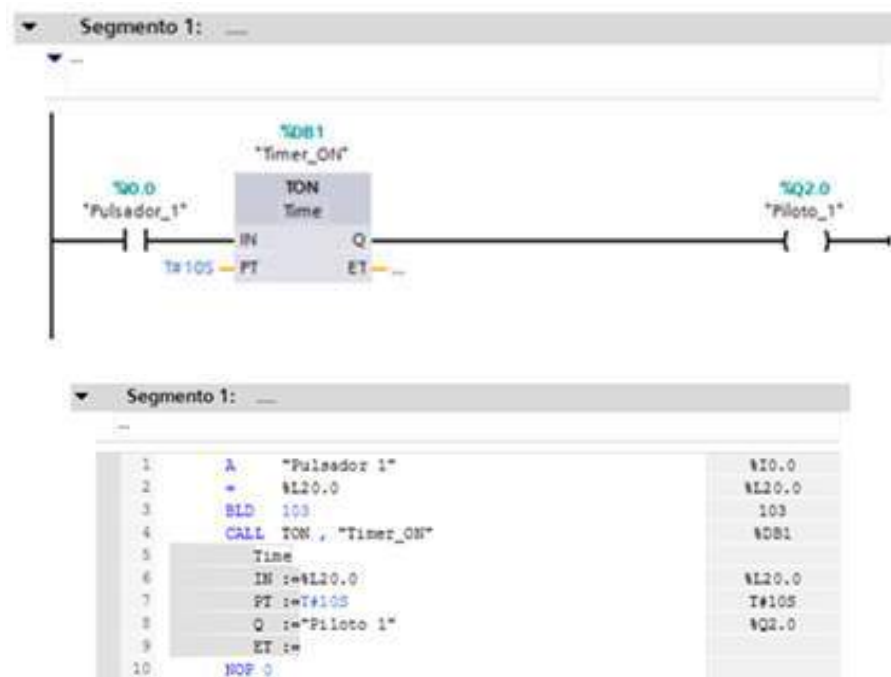 Segmento 1: ....
...
%DB1
"Timer_ON"
%I0.0
"Pulsador_1"
TON
Time
%Q2.0
"Piloto_1"
IN Q
T#10S PT ET ...
Segmento 1: ....
...
1 A "Pulsador 1" %I0.0
2 = %L20.0 %L20.0
3 BLD 103 103
4 CALL TON , "Timer_ON" %DB1
5 Time
6 IN :=%L20.0 %L20.0
7 PT :=T#10S T#10S
8 Q :="Piloto 1" %Q2.0
9 ET :=
10 NOP 0